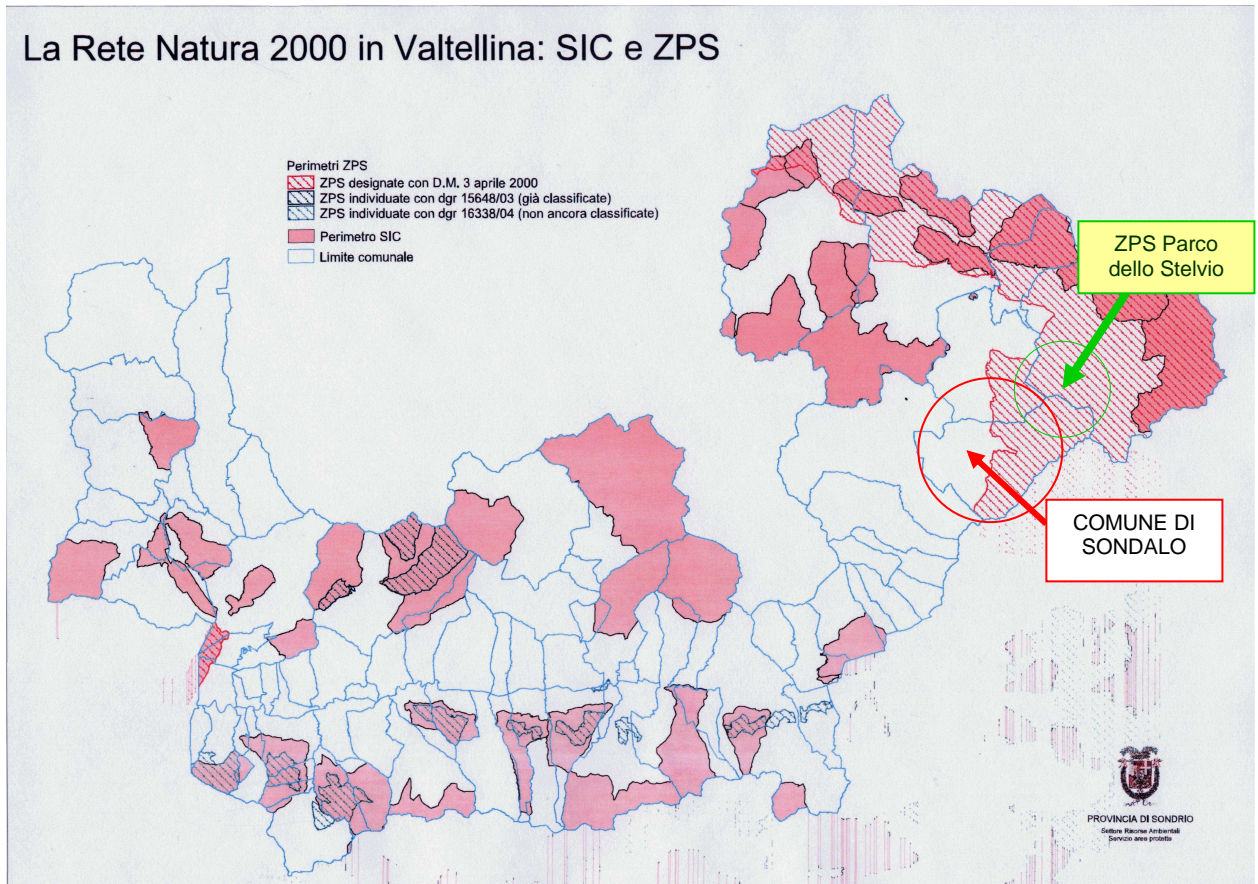 La Rete Natura 2000 in Valtellina: SIC e ZPS
Perimetri ZPS
ZPS designate con D.M. 3 aprile 2000
ZPS individuate con dgr 15648/03 (già classificate)
ZPS individuate con dgr 16338/04 (non ancora classificate)
Perimetro SIC
Limite comunale
ZPS Parco
dello Stelvio
COMUNE DI
SONDALO
PROVINCIA DI SONDRIO
Settore Risorse Ambientali
Servizio aree protette